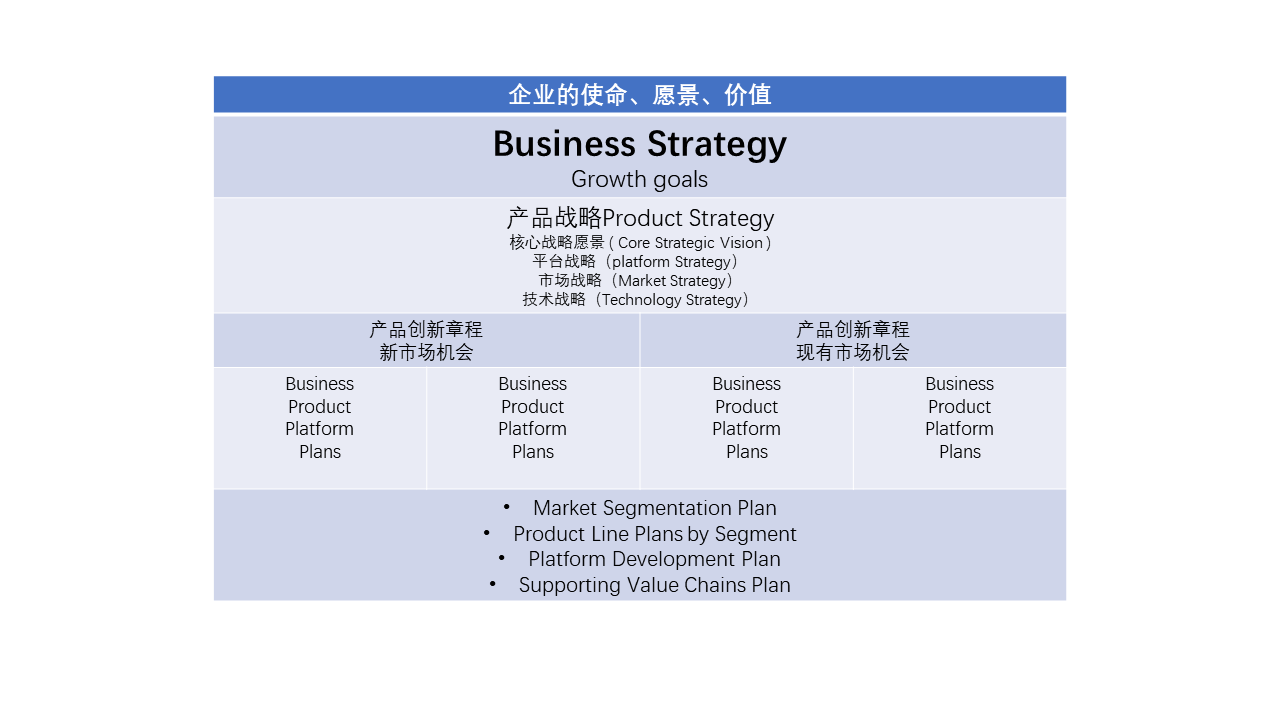 企业的使命、愿景、价值
Business Strategy
Growth goals
产品战略Product Strategy
核心战略愿景 ( Core Strategic Vision )
平台战略（platform Strategy）
市场战略（Market Strategy）
技术战略（Technology Strategy）
产品创新章程
新市场机会
产品创新章程
现有市场机会
Business
Product
Platform
Plans
Business
Product
Platform
Plans
Business
Product
Platform
Plans
Business
Product
Platform
Plans
• Market Segmentation Plan
• Product Line Plans by Segment
• Platform Development Plan
• Supporting Value Chains Plan